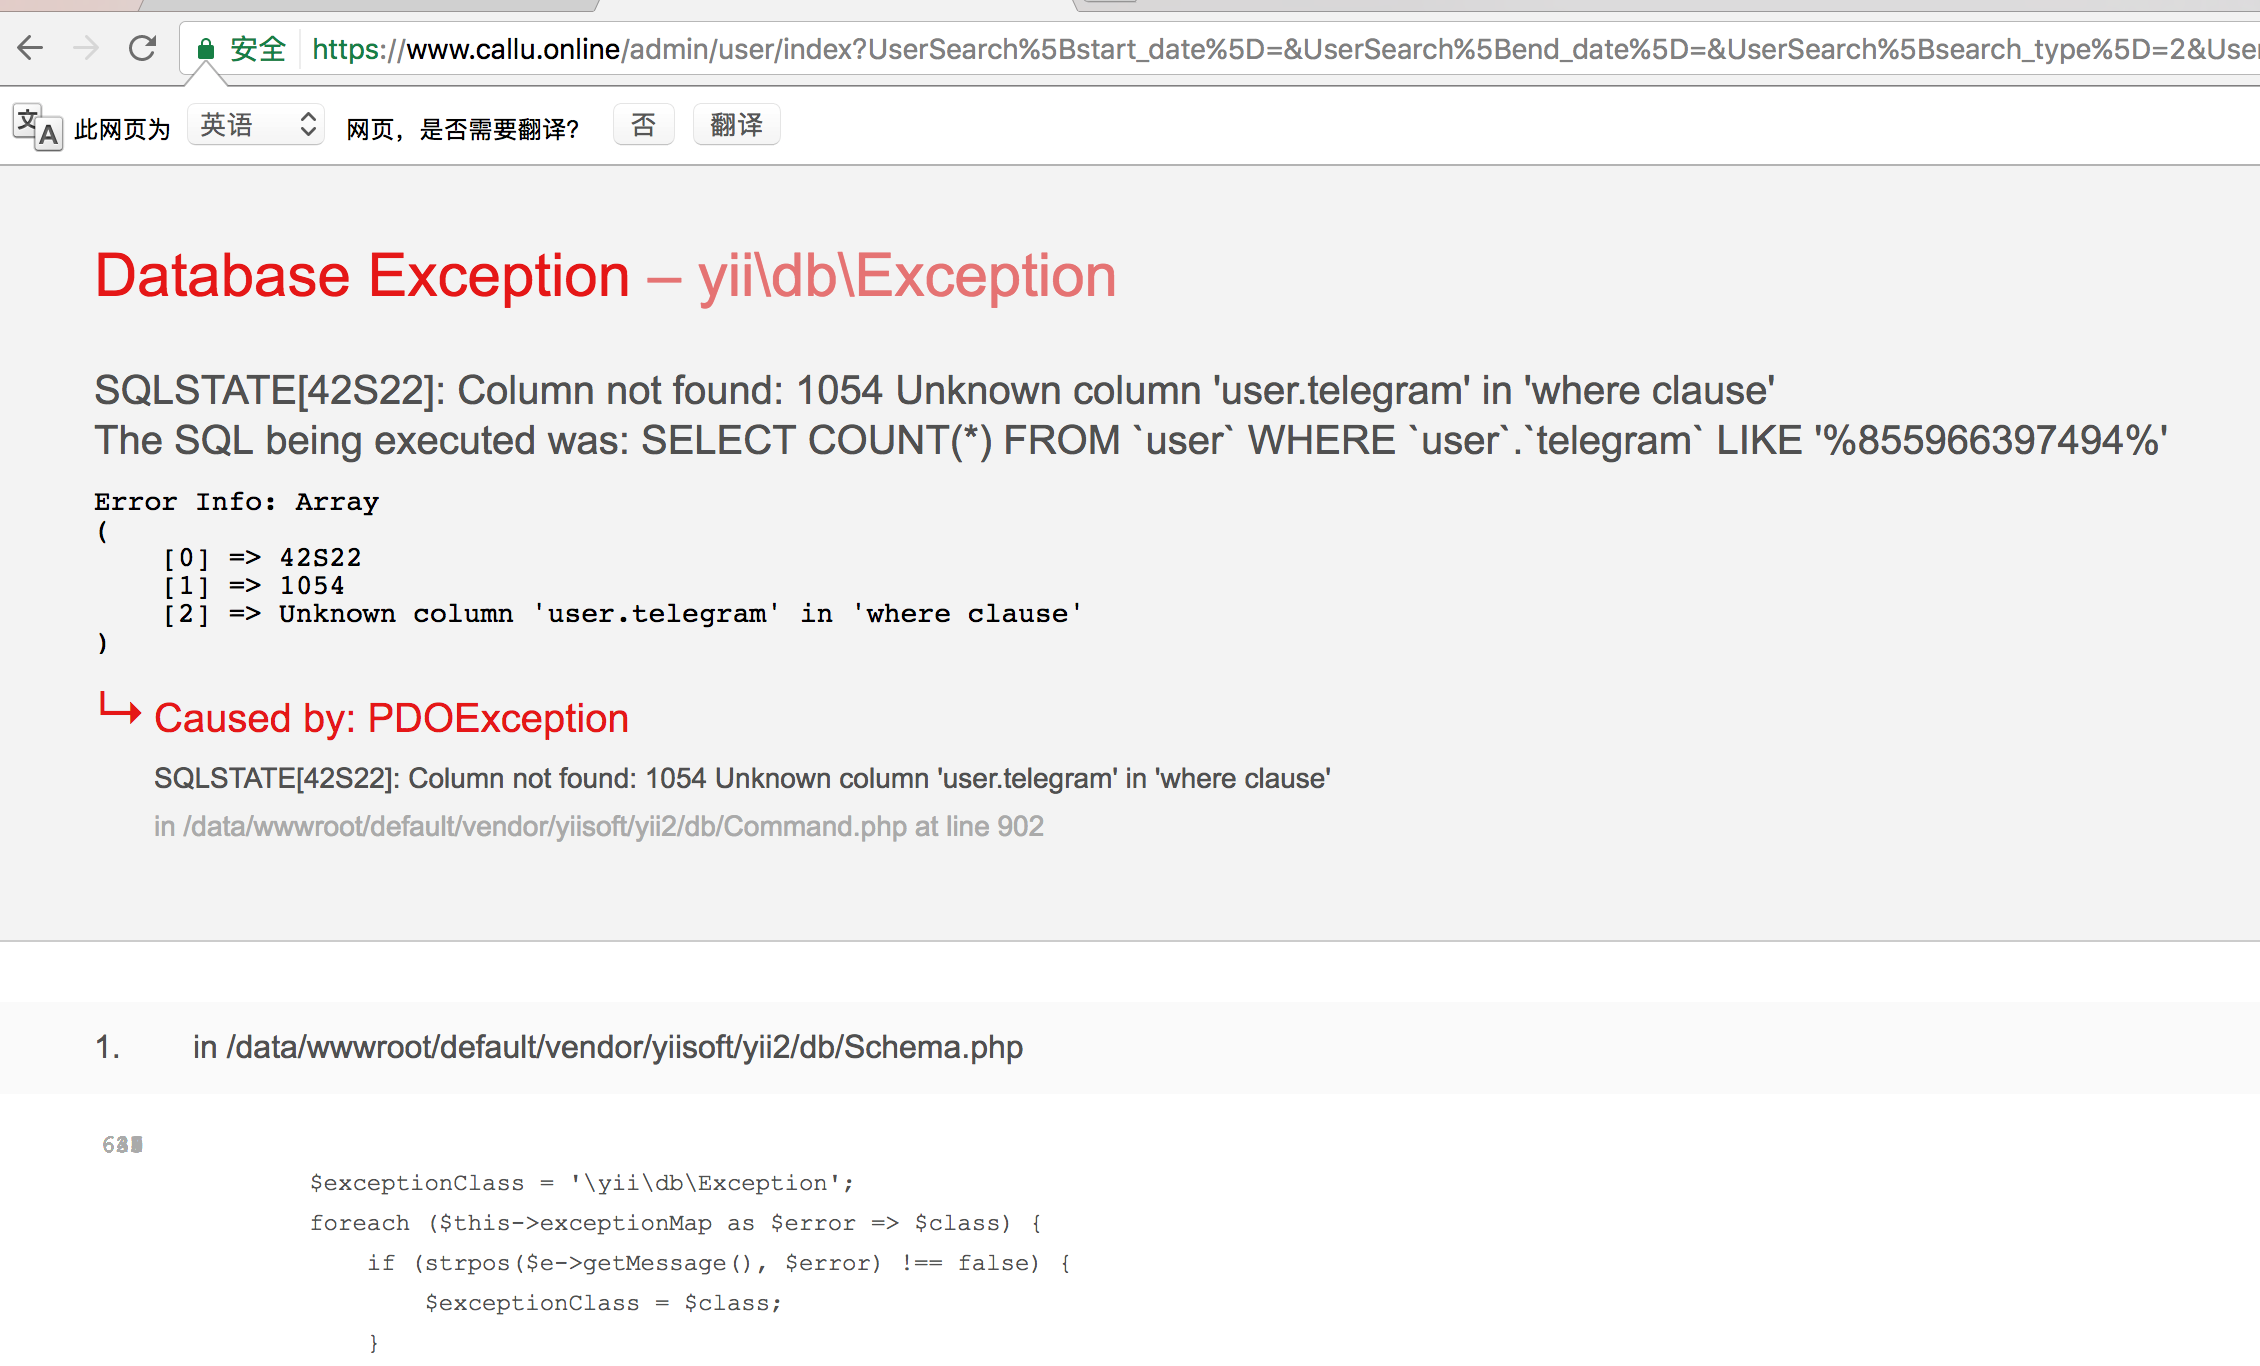 安全 https://www.callu.online/admin/user/index?UserSearch%5Bstart_date%5D=&UserSearch%5Bend_date%5D=&UserSearch%5Bsearch_type%5D=2&User
文A 此网页为 英语 网页，是否需要翻译? 否 翻译
Database Exception – yii\db\Exception
SQLSTATE[42S22]: Column not found: 1054 Unknown column 'user.telegram' in 'where clause'
The SQL being executed was: SELECT COUNT(*) FROM `user` WHERE `user`.`telegram` LIKE '%855966397494%'
Error Info: Array
(
    [0] => 42S22
    [1] => 1054
    [2] => Unknown column 'user.telegram' in 'where clause'
)
Caused by: PDOException
SQLSTATE[42S22]: Column not found: 1054 Unknown column 'user.telegram' in 'where clause'
in /data/wwwroot/default/vendor/yiisoft/yii2/db/Command.php at line 902
1. in /data/wwwroot/default/vendor/yiisoft/yii2/db/Schema.php
$exceptionClass = '\yii\db\Exception';
foreach ($this->exceptionMap as $error => $class) {
    if (strpos($e->getMessage(), $error) !== false) {
        $exceptionClass = $class;
    }